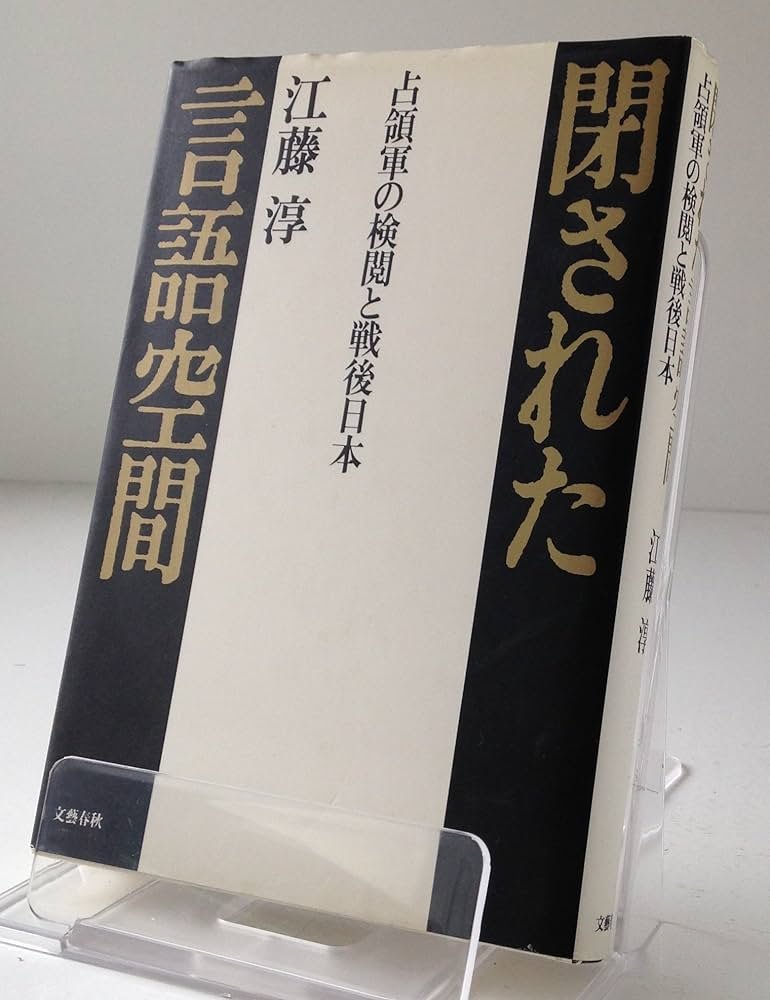 閉された
占領軍の検閲と戦後日本
江藤 淳
言語空間
文藝春秋
占領軍の検閲と戦後日本
江藤 淳